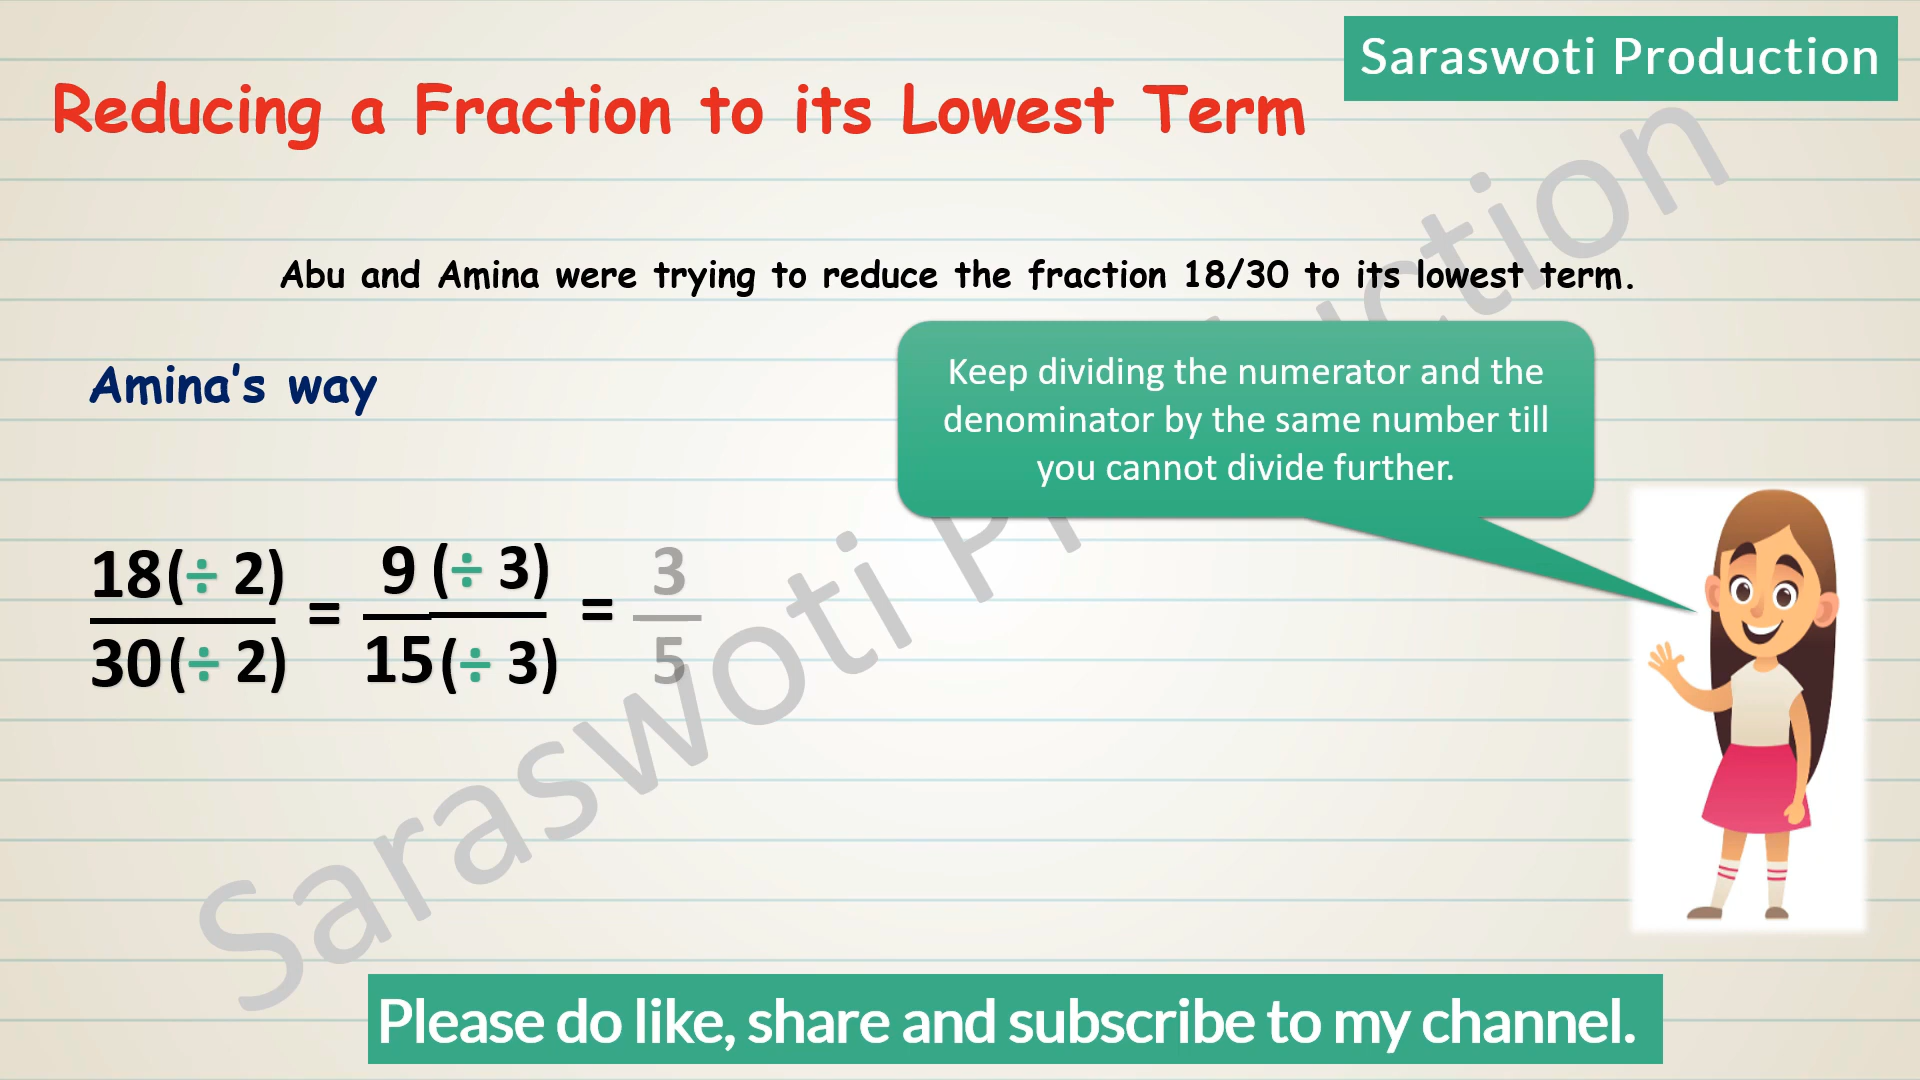 Saraswoti Production
Reducing a Fraction to its Lowest Term
Abu and Amina were trying to reduce the fraction 18/30 to its lowest term.
Amina's way
Keep dividing the numerator and the
denominator by the same number till
you cannot divide further.
18(÷ 2) = 9 (÷ 3) = 3
30(÷ 2) 15(÷ 3) 5
Saraswoti Production
Please do like, share and subscribe to my channel.